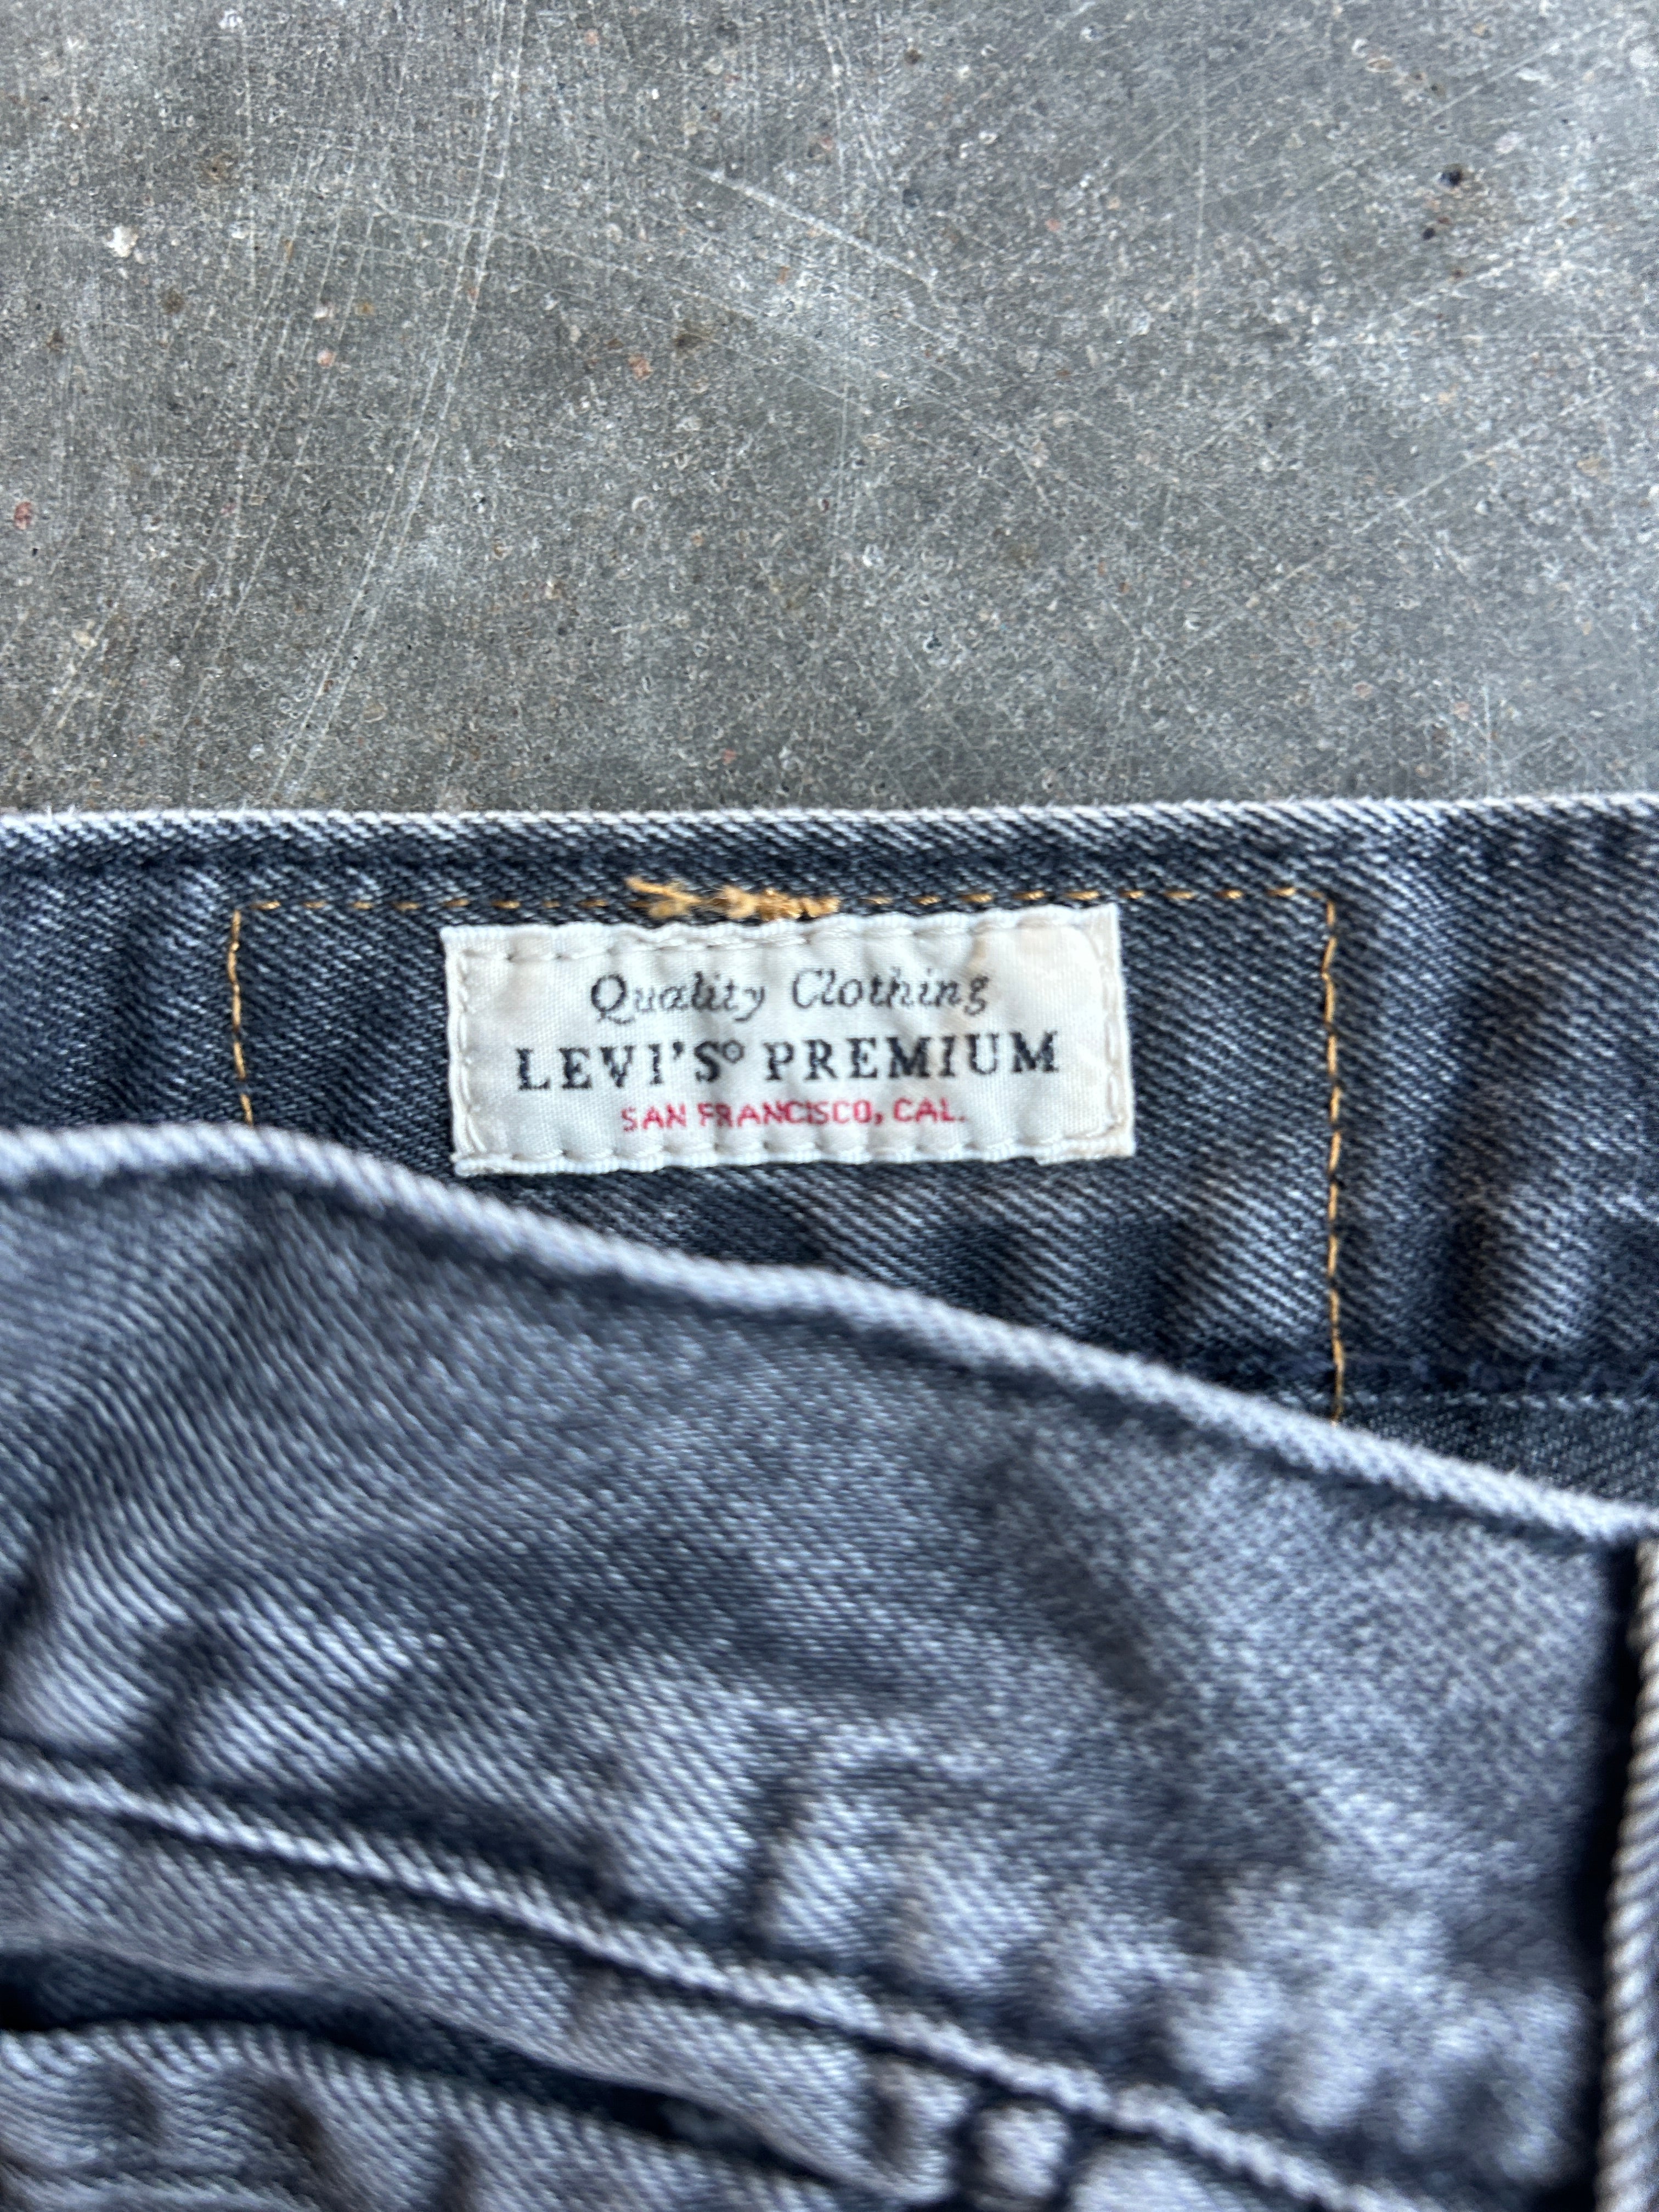 Quality Clothing
LEVI'S® PREMIUM
SAN FRANCISCO, CAL.